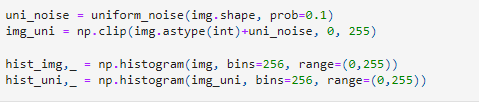 uni_noise = uniform_noise(img.shape, prob=0.1)
img_uni = np.clip(img.astype(int)+uni_noise, 0, 255)
hist_img,_ = np.histogram(img, bins=256, range=(0,255))
hist_uni,_ = np.histogram(img_uni, bins=256, range=(0,255))